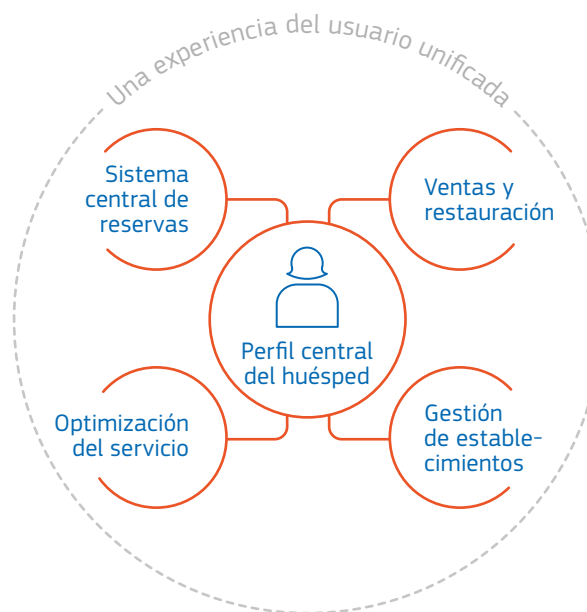 Una experiencia del usuario unificada
Sistema
central de
reservas
Ventas y
restauración
Perfil central
del huésped
Optimización
del servicio
Gestión
de estable-
cimientos